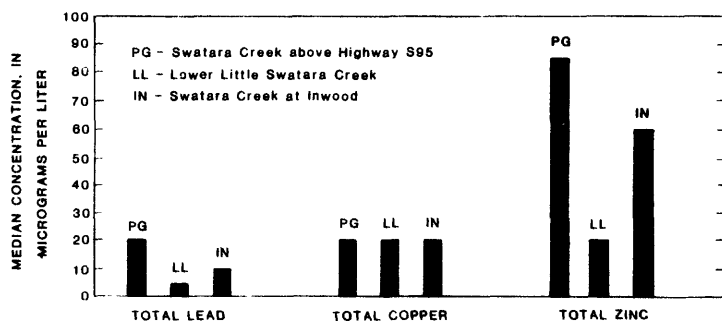 MEDIAN CONCENTRATION, IN
MICROGRAMS PER LITER
100
90
80
70
60
50
40
30
20
10
0
PG - Swatara Creek above Highway S95
LL - Lower Little Swatara Creek
IN - Swatara Creek at Inwood
PG
LL
IN
PG
LL
IN
PG
LL
IN
TOTAL LEAD
TOTAL COPPER
TOTAL ZINC